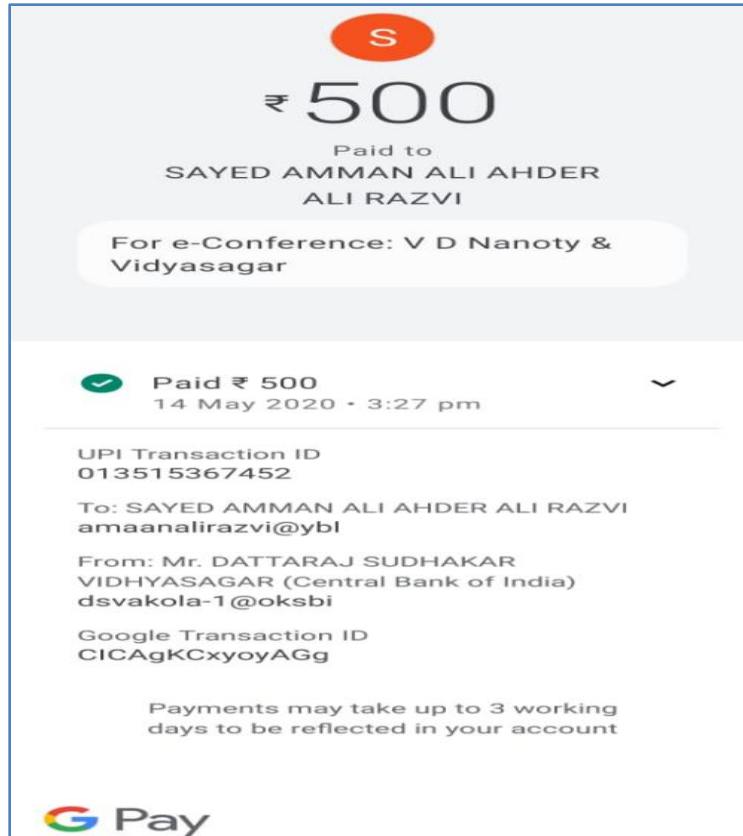 S
₹500
Paid to
SAYED AMMAN ALI AHDER
ALI RAZVI
For e-Conference: V D Nanoty &
Vidyasagar
Paid ₹ 500
14 May 2020 • 3:27 pm
UPI Transaction ID
013515367452
To: SAYED AMMAN ALI AHDER ALI RAZVI
amaanalirazvi@ybl
From: Mr. DATTARAJ SUDHAKAR
VIDHYASAGAR (Central Bank of India)
dsvakola-1@oksbi
Google Transaction ID
CICAgKCxyoyAGg
Payments may take up to 3 working
days to be reflected in your account
G Pay